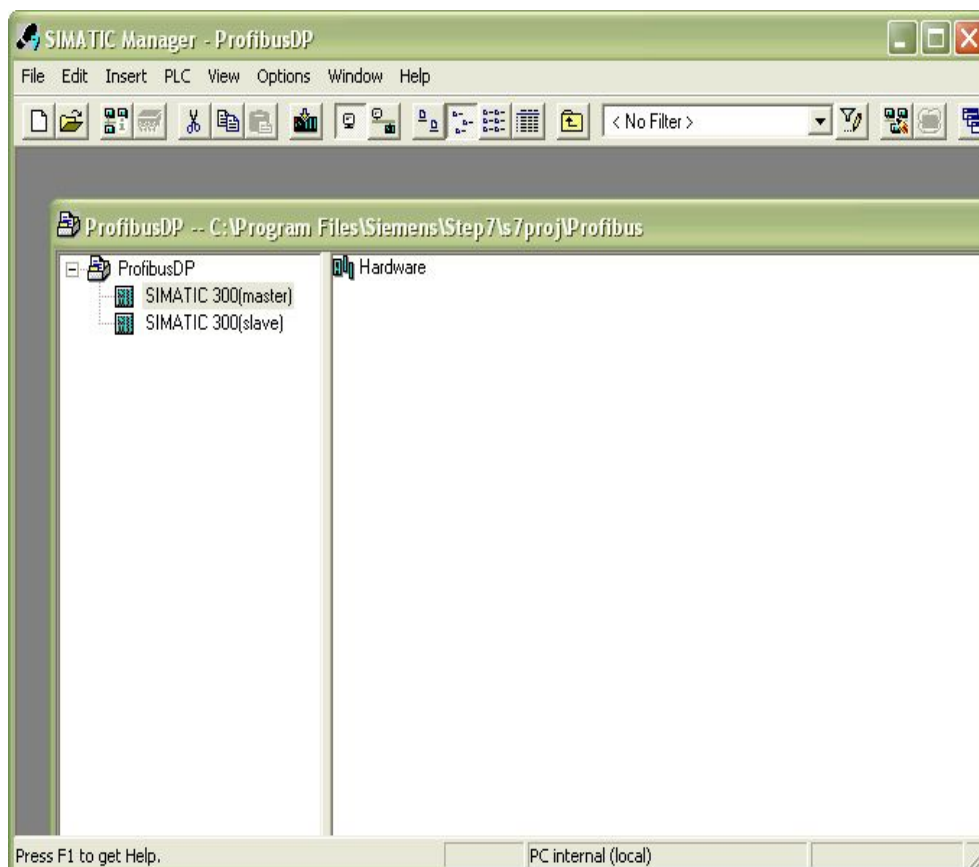 SIMATIC Manager - ProfibusDP
File Edit Insert PLC View Options Window Help
< No Filter >
ProfibusDP -- C:\Program Files\Siemens\Step7\s7proj\Profibus
ProfibusDP
SIMATIC 300(master)
SIMATIC 300(slave)
Hardware
Press F1 to get Help.
PC internal (local)